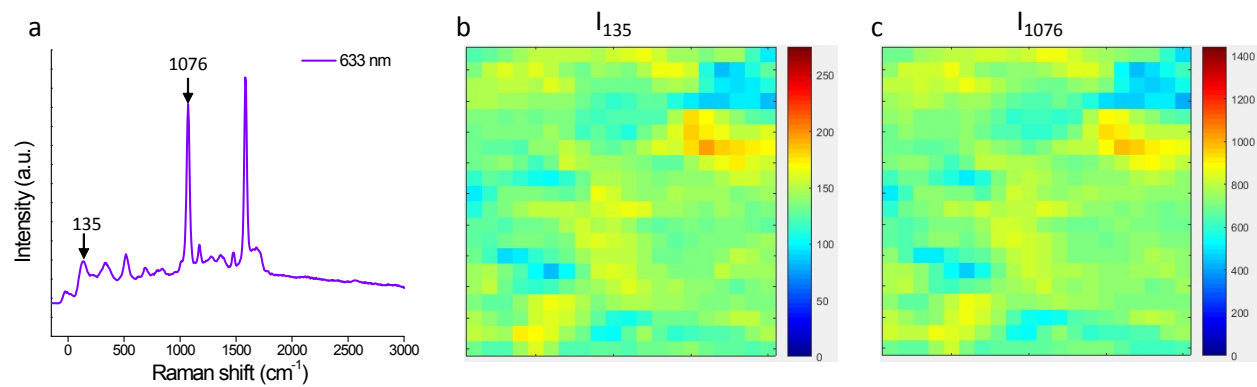 a
633 nm
1076
135
Intensity (a.u.)
0 500 1000 1500 2000 2500 3000
Raman shift (cm⁻¹)
b
I₁₃₅
250
200
150
100
50
0
c
I₁₀₇₆
1400
1200
1000
800
600
400
200
0